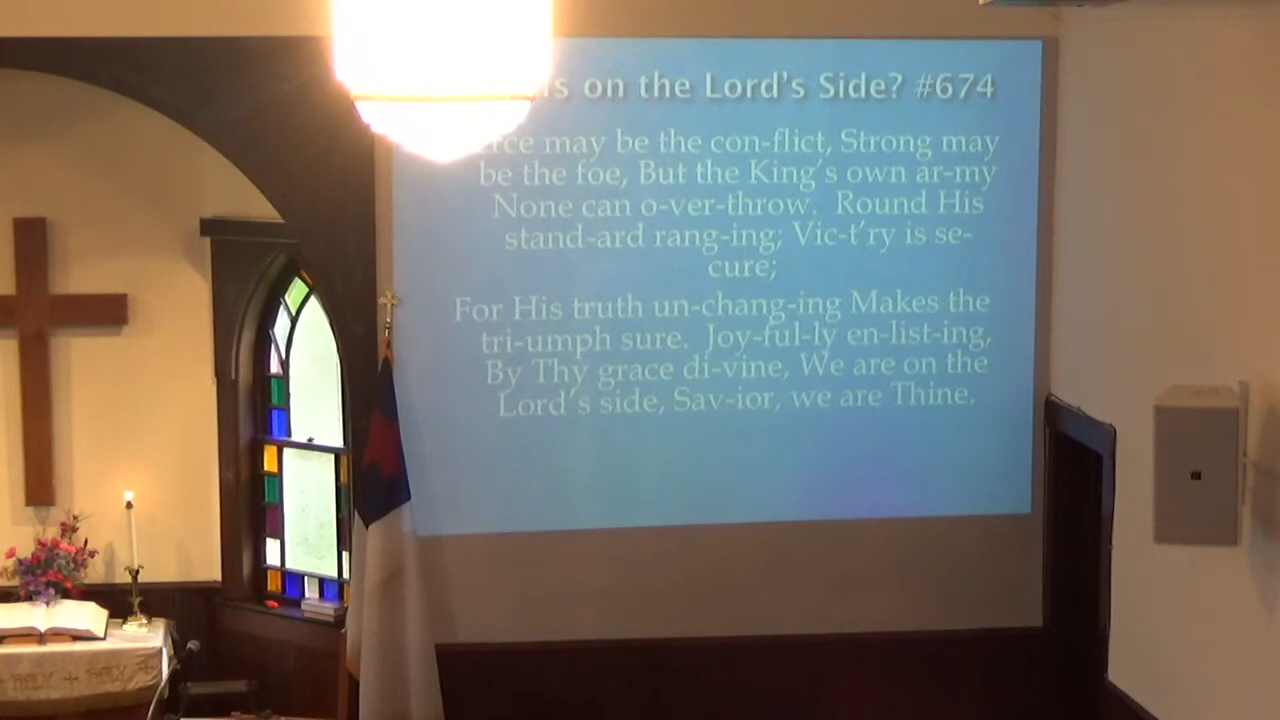 is on the Lord's Side? #674
may be the con-flict, Strong may
be the foe, But the King's own ar-my
None can o-ver-throw. Round His
stand-ard rang-ing; Vic-t'ry is se-
cure;
For His truth un-chang-ing Makes the
tri-umph sure. Joy-ful-ly en-list-ing,
By Thy grace di-vine, We are on the
Lord's side, Sav-ior, we are Thine.
HOLY HOLY